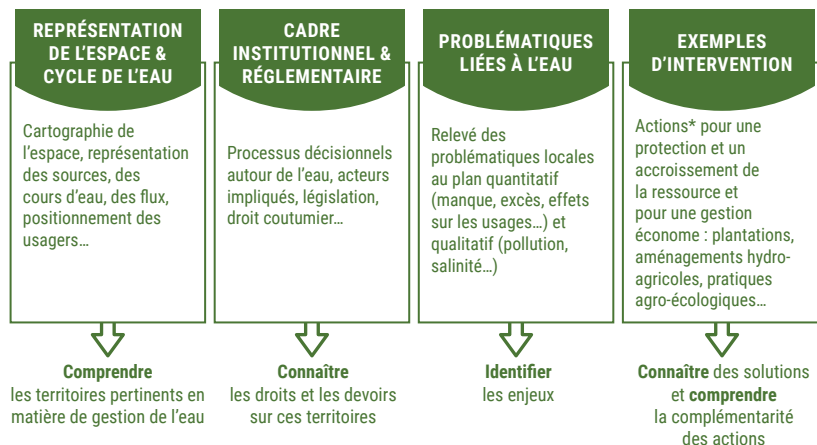 REPRÉSENTATION
DE L'ESPACE &
CYCLE DE L'EAU
Cartographie de
l'espace, représentation
des sources, des
cours d'eau, des flux,
positionnement des
usagers…
Comprendre
les territoires pertinents en
matière de gestion de l'eau
CADRE
INSTITUTIONNEL &
RÉGLEMENTAIRE
Processus décisionnels
autour de l'eau, acteurs
impliqués, législation,
droit coutumier…
Connaître
les droits et les devoirs
sur ces territoires
PROBLÉMATIQUES
LIÉES À L'EAU
Relevé des
problématiques locales
au plan quantitatif
(manque, excès, effets
sur les usages…) et
qualitatif (pollution,
salinité…)
Identifier
les enjeux
EXEMPLES
D'INTERVENTION
Actions* pour une
protection et un
accroissement de
la ressource et
pour une gestion
économe : plantations,
aménagements hydro-
agricoles, pratiques
agro-écologiques…
Connaître des solutions
et comprendre
la complémentarité
des actions